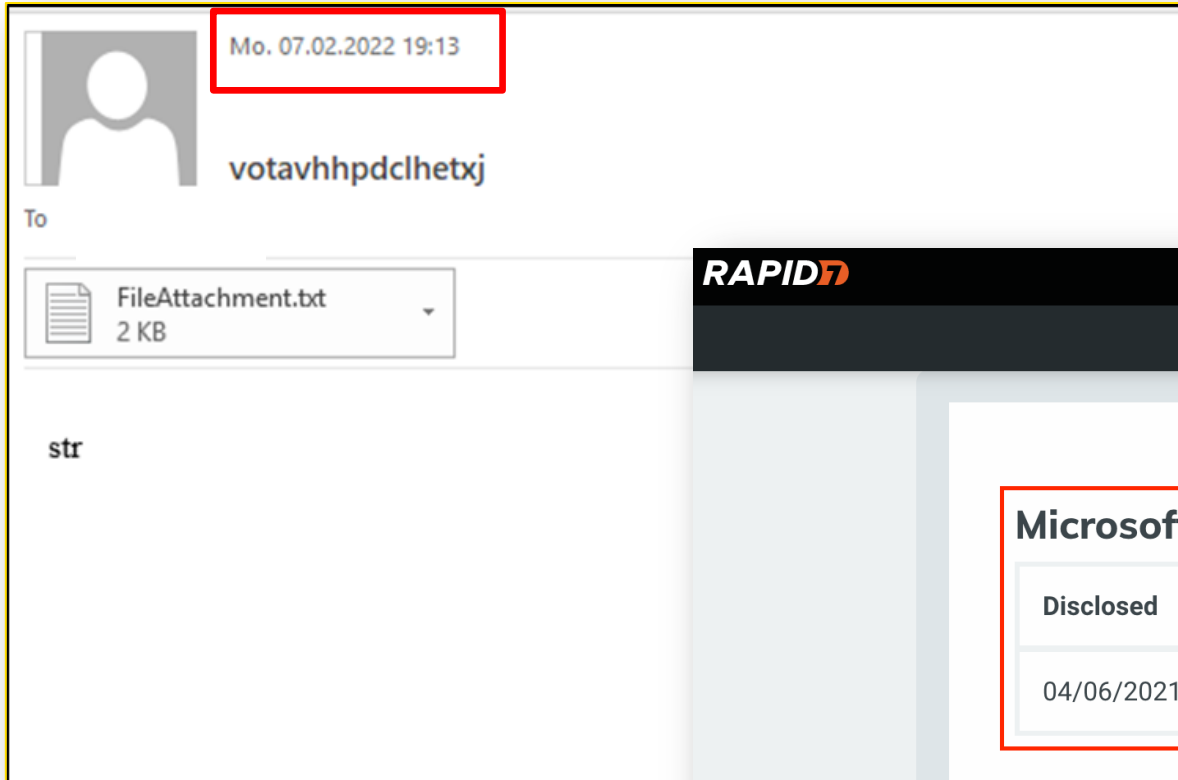 Mo. 07.02.2022 19:13
votavhhpdclhetxj
To
FileAttachment.txt
2 KB
str
RAPID7
Microsof
Disclosed
04/06/2021